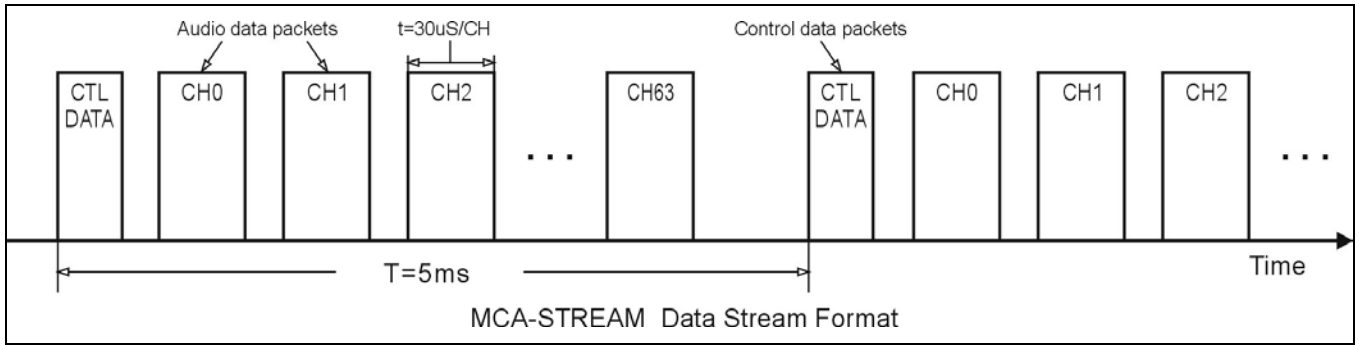 Audio data packets
t=30uS/CH
Control data packets
CTL
DATA
CH0
CH1
CH2
CH63
CTL
DATA
CH0
CH1
CH2
. . .
. . .
T=5ms
Time
MCA-STREAM Data Stream Format